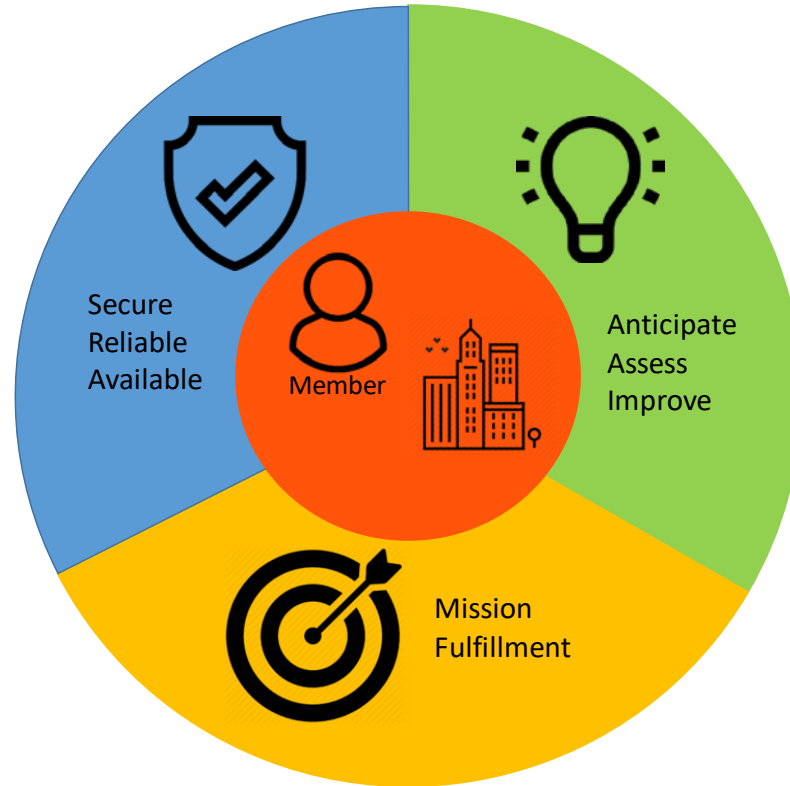 Secure
Reliable
Available
Member
Anticipate
Assess
Improve
Mission
Fulfillment